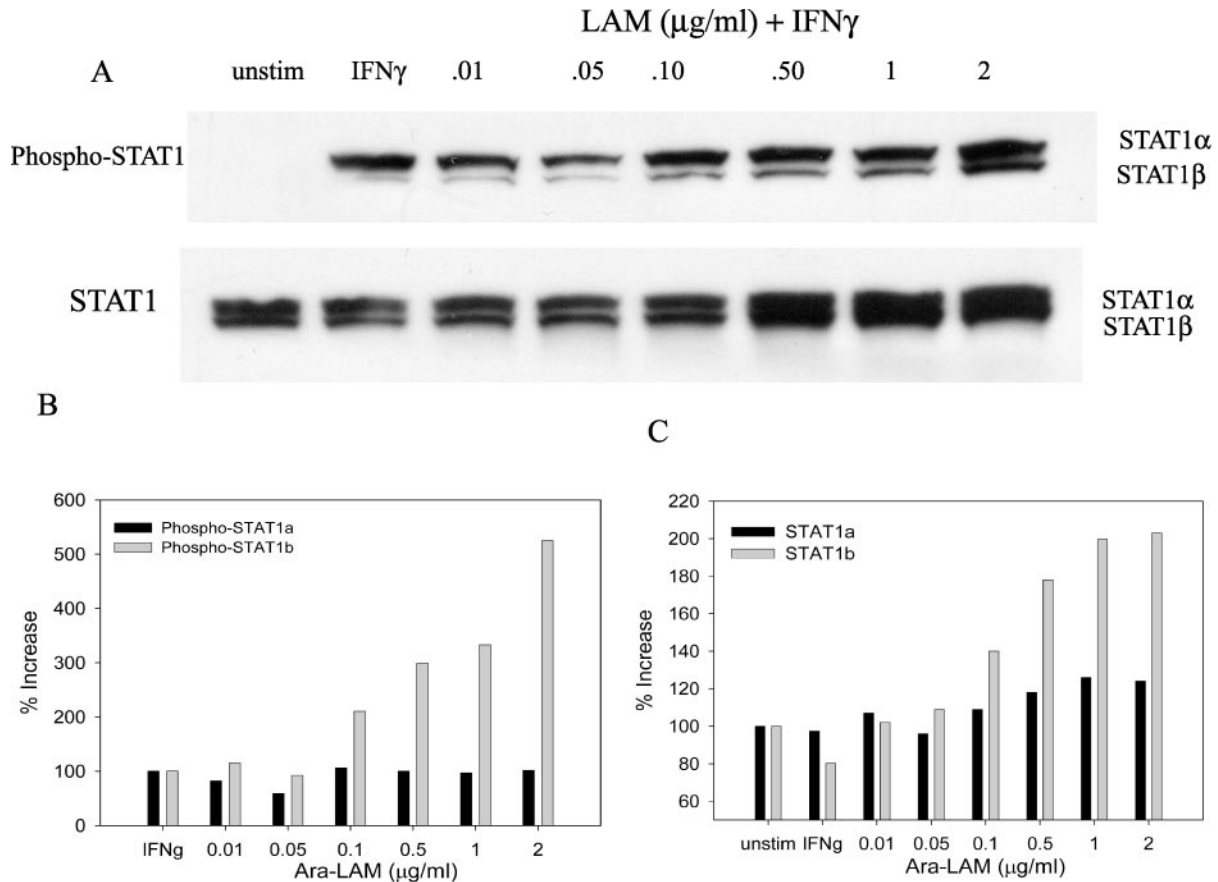 LAM (μg/ml) + IFNγ
A unstim IFNγ .01 .05 .10 .50 1 2
Phospho-STAT1 STAT1α
STAT1β
STAT1 STAT1α
STAT1β
B
600
500
400
300
200
100
0
% Increase
Phospho-STAT1a
Phospho-STAT1b
IFNg 0.01 0.05 0.1 0.5 1 2
Ara-LAM (μg/ml)
C
220
200
180
160
140
120
100
80
60
% Increase
STAT1a
STAT1b
unstim IFNg 0.01 0.05 0.1 0.5 1 2
Ara-LAM (μg/ml)